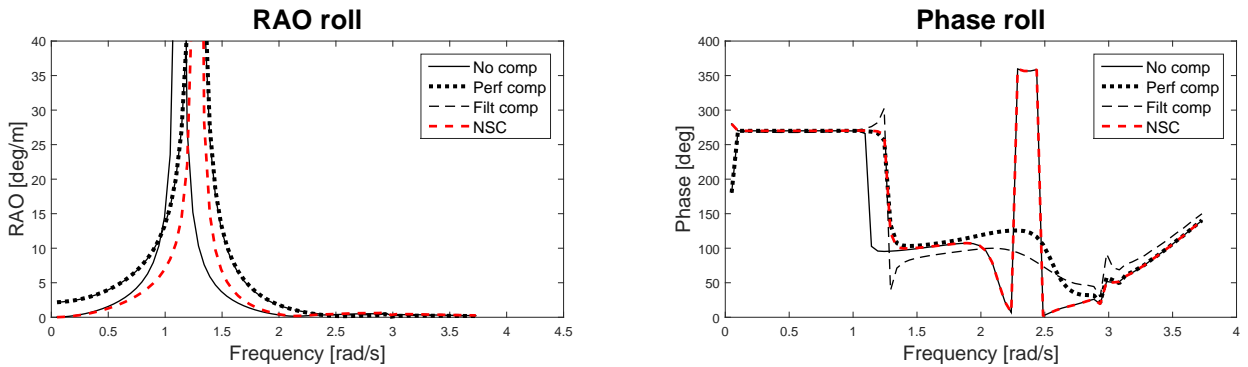 RAO roll
RAO [deg/m]
40
35
30
25
20
15
10
5
0
0 0.5 1 1.5 2 2.5 3 3.5 4 4.5
Frequency [rad/s]
No comp
Perf comp
Filt comp
NSC
Phase roll
Phase [deg]
400
350
300
250
200
150
100
50
0
0 0.5 1 1.5 2 2.5 3 3.5 4
Frequency [rad/s]
No comp
Perf comp
Filt comp
NSC